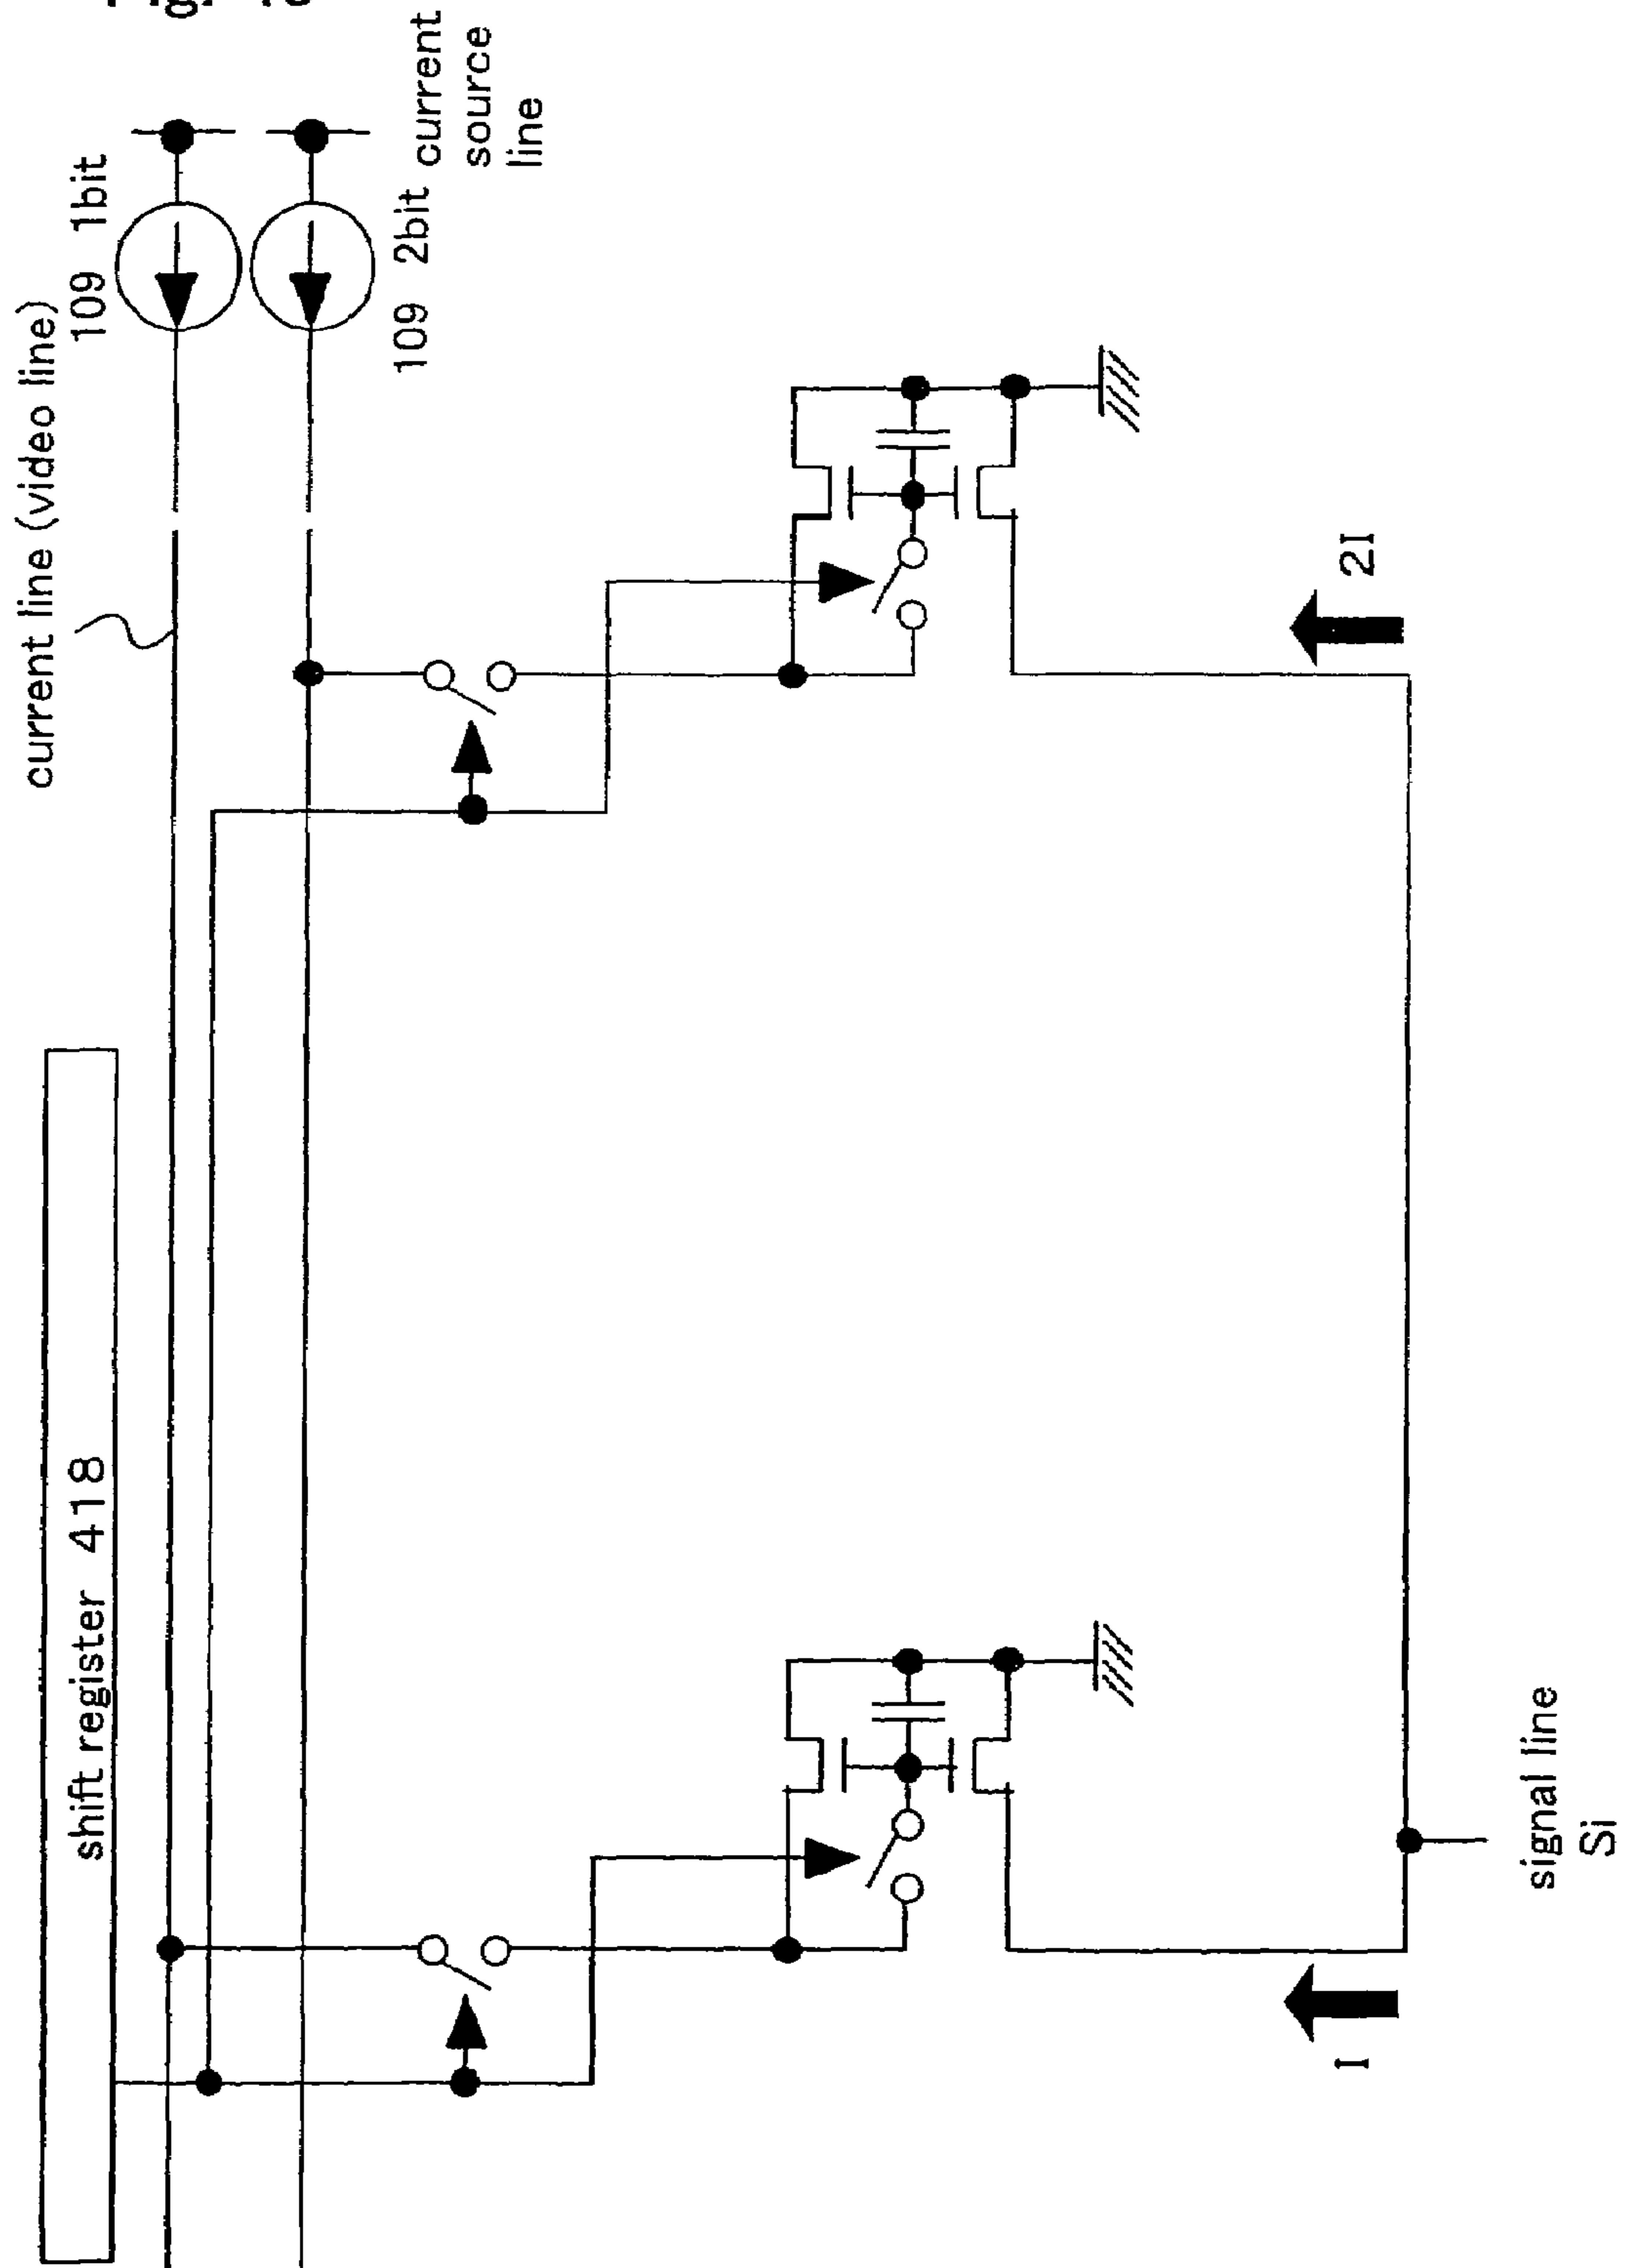 current line (video line)
109 1bit
109 2bit
current
source
line
shift register 418
2I
I
signal line
Si